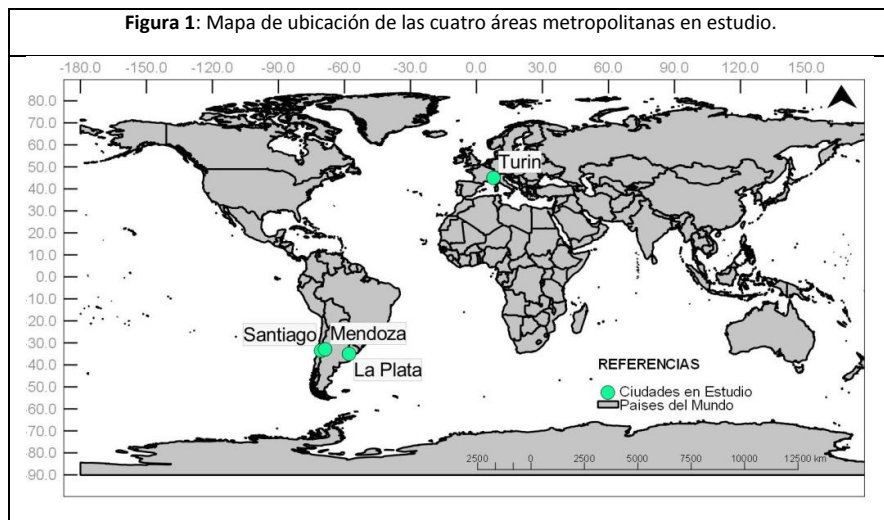 Figura 1: Mapa de ubicación de las cuatro áreas metropolitanas en estudio.
-180.0 -150.0 -120.0 -90.0 -60.0 -30.0 0.0 30.0 60.0 90.0 120.0 150.0
80.0
70.0
60.0
50.0
Turin
40.0
30.0
20.0
10.0
0.0
-10.0
-20.0
-30.0
Santiago Mendoza
-40.0
La Plata
REFERENCIAS
-50.0
Ciudades en Estudio
-60.0
Paises del Mundo
-70.0
-80.0
2500 0 2500 5000 7500 10000 12500 km
-90.0